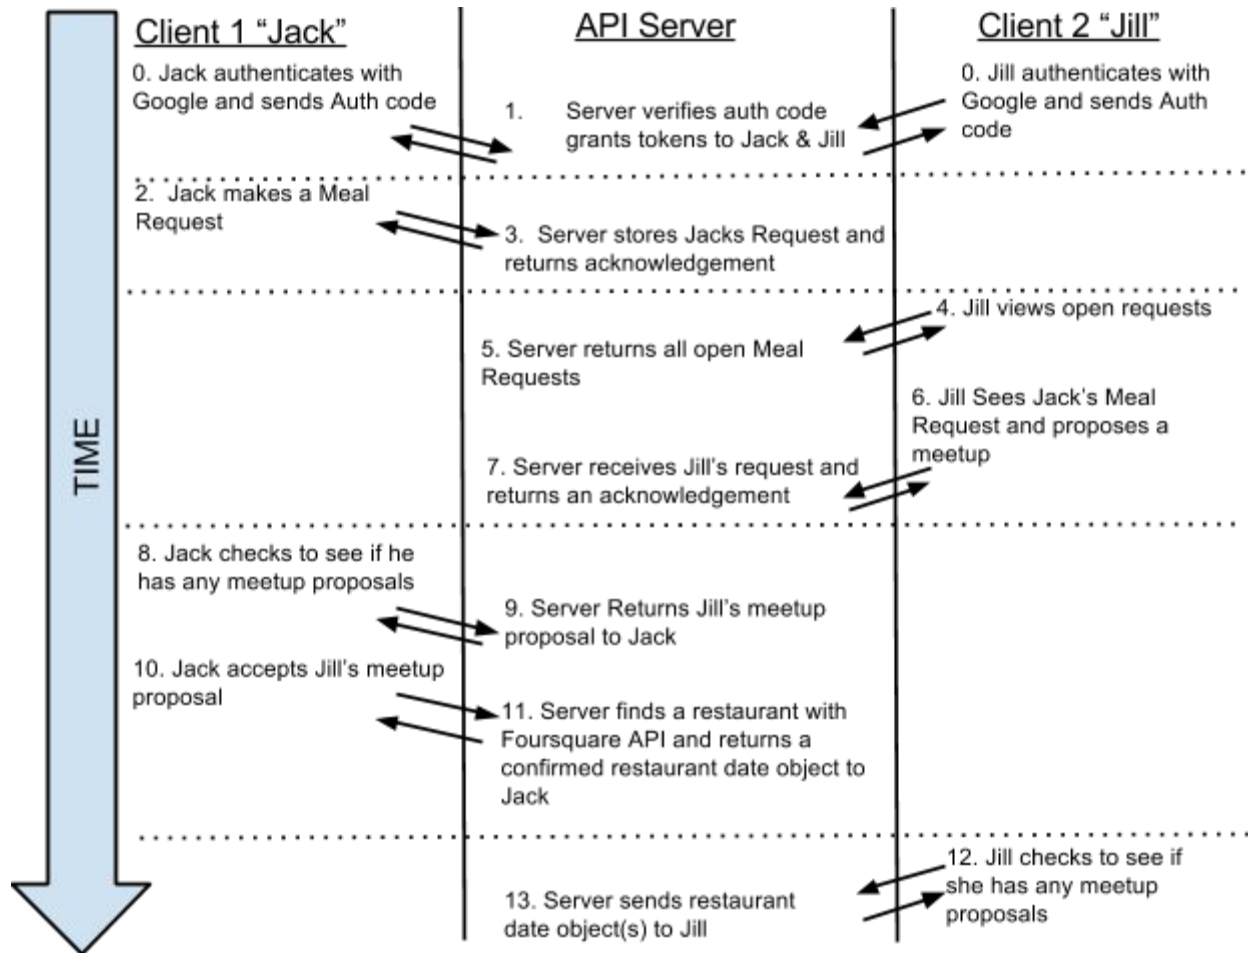 Client 1 “Jack”
API Server
Client 2 “Jill”
0. Jack authenticates with
Google and sends Auth code
1. Server verifies auth code
grants tokens to Jack & Jill
0. Jill authenticates with
Google and sends Auth
code
2. Jack makes a Meal
Request
3. Server stores Jacks Request and
returns acknowledgement
4. Jill views open requests
5. Server returns all open Meal
Requests
6. Jill Sees Jack’s Meal
Request and proposes a
meetup
7. Server receives Jill’s request and
returns an acknowledgement
TIME
8. Jack checks to see if he
has any meetup proposals
9. Server Returns Jill’s meetup
proposal to Jack
10. Jack accepts Jill’s meetup
proposal
11. Server finds a restaurant with
Foursquare API and returns a
confirmed restaurant date object to
Jack
12. Jill checks to see if
she has any meetup
proposals
13. Server sends restaurant
date object(s) to Jill